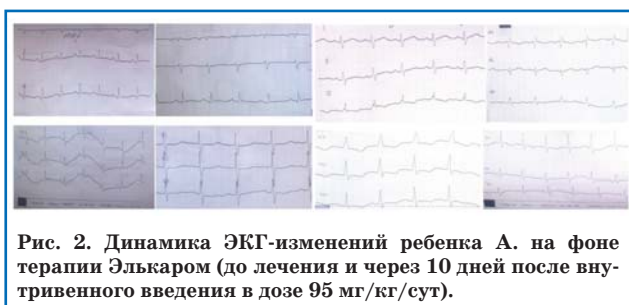 Рис. 2. Динамика ЭКГ-изменений ребенка А. на фоне
терапии Элькаром (до лечения и через 10 дней после вну-
тривенного введения в дозе 95 мг/кг/сут).